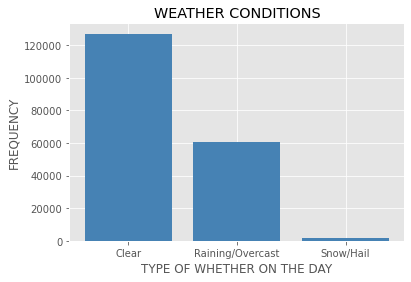 WEATHER CONDITIONS
FREQUENCY
120000
100000
80000
60000
40000
20000
0
Clear
Raining/Overcast
Snow/Hail
TYPE OF WHETHER ON THE DAY